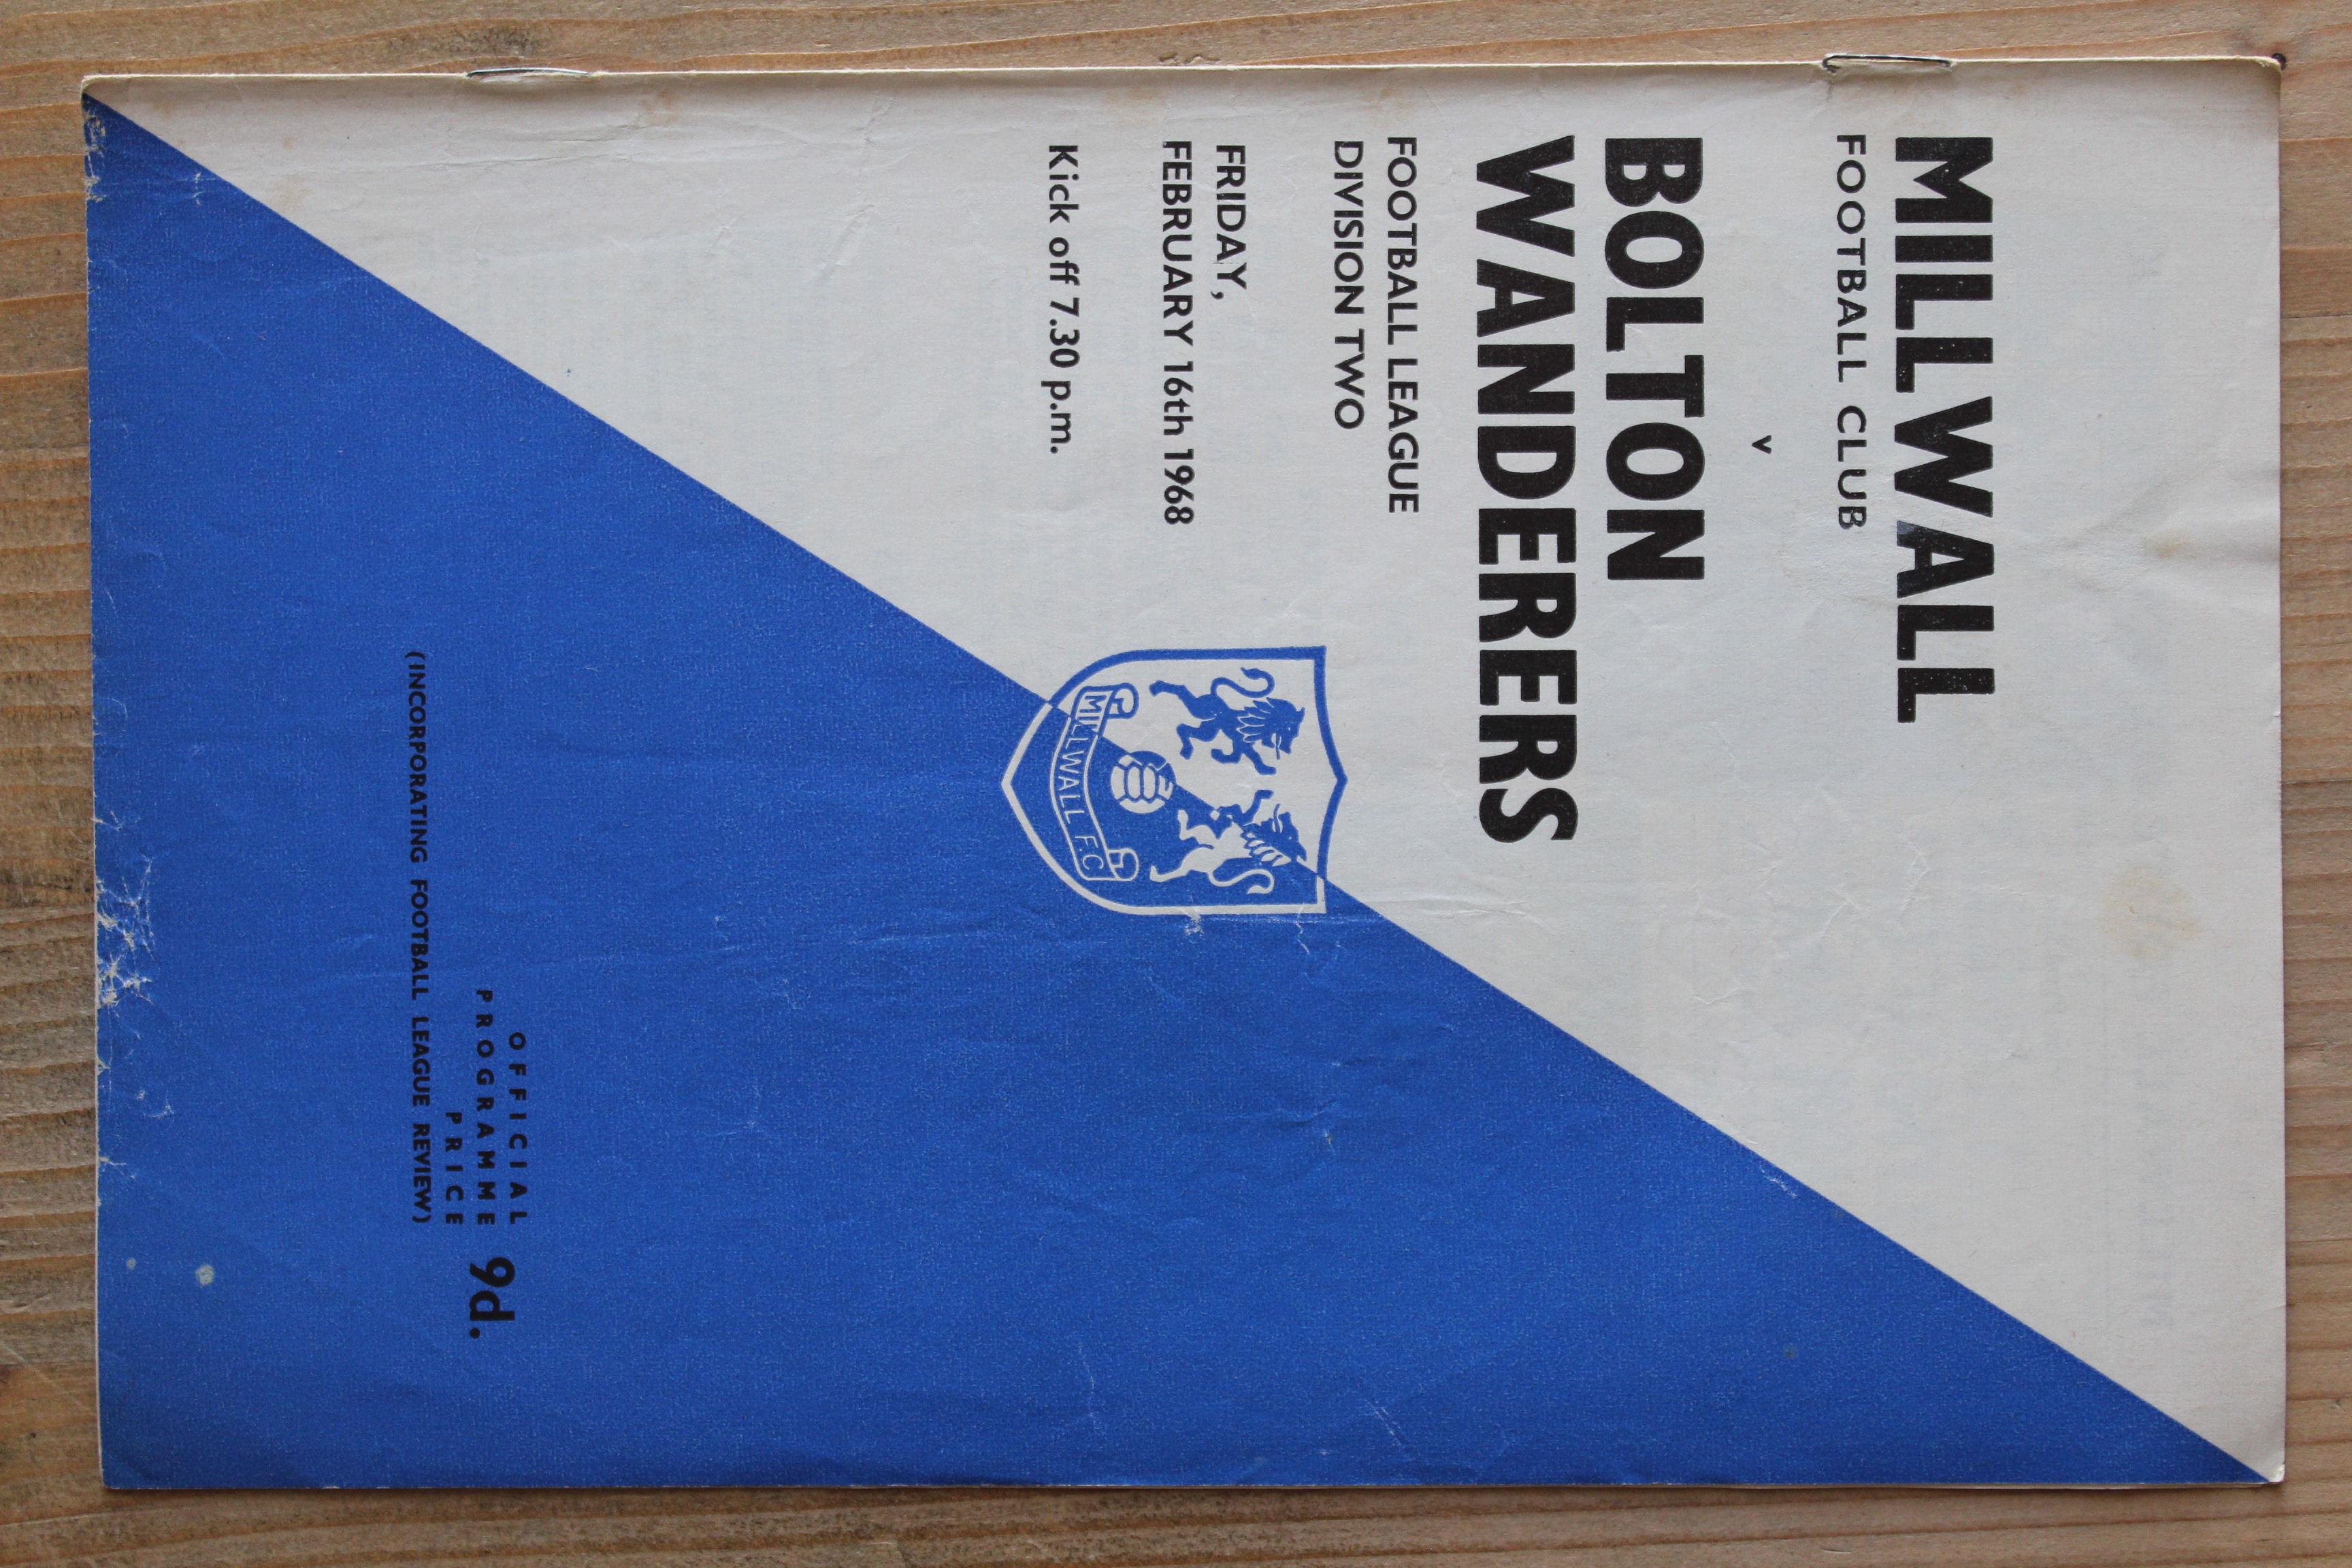 MILLWALL
FOOTBALL CLUB
v
BOLTON
WANDERERS
FOOTBALL LEAGUE
DIVISION TWO
FRIDAY,
FEBRUARY 16th 1968
Kick off 7.30 p.m.
MILLWALL F.C
OFFICIAL
PROGRAMME 9d.
PRICE
(INCORPORATING FOOTBALL LEAGUE REVIEW)